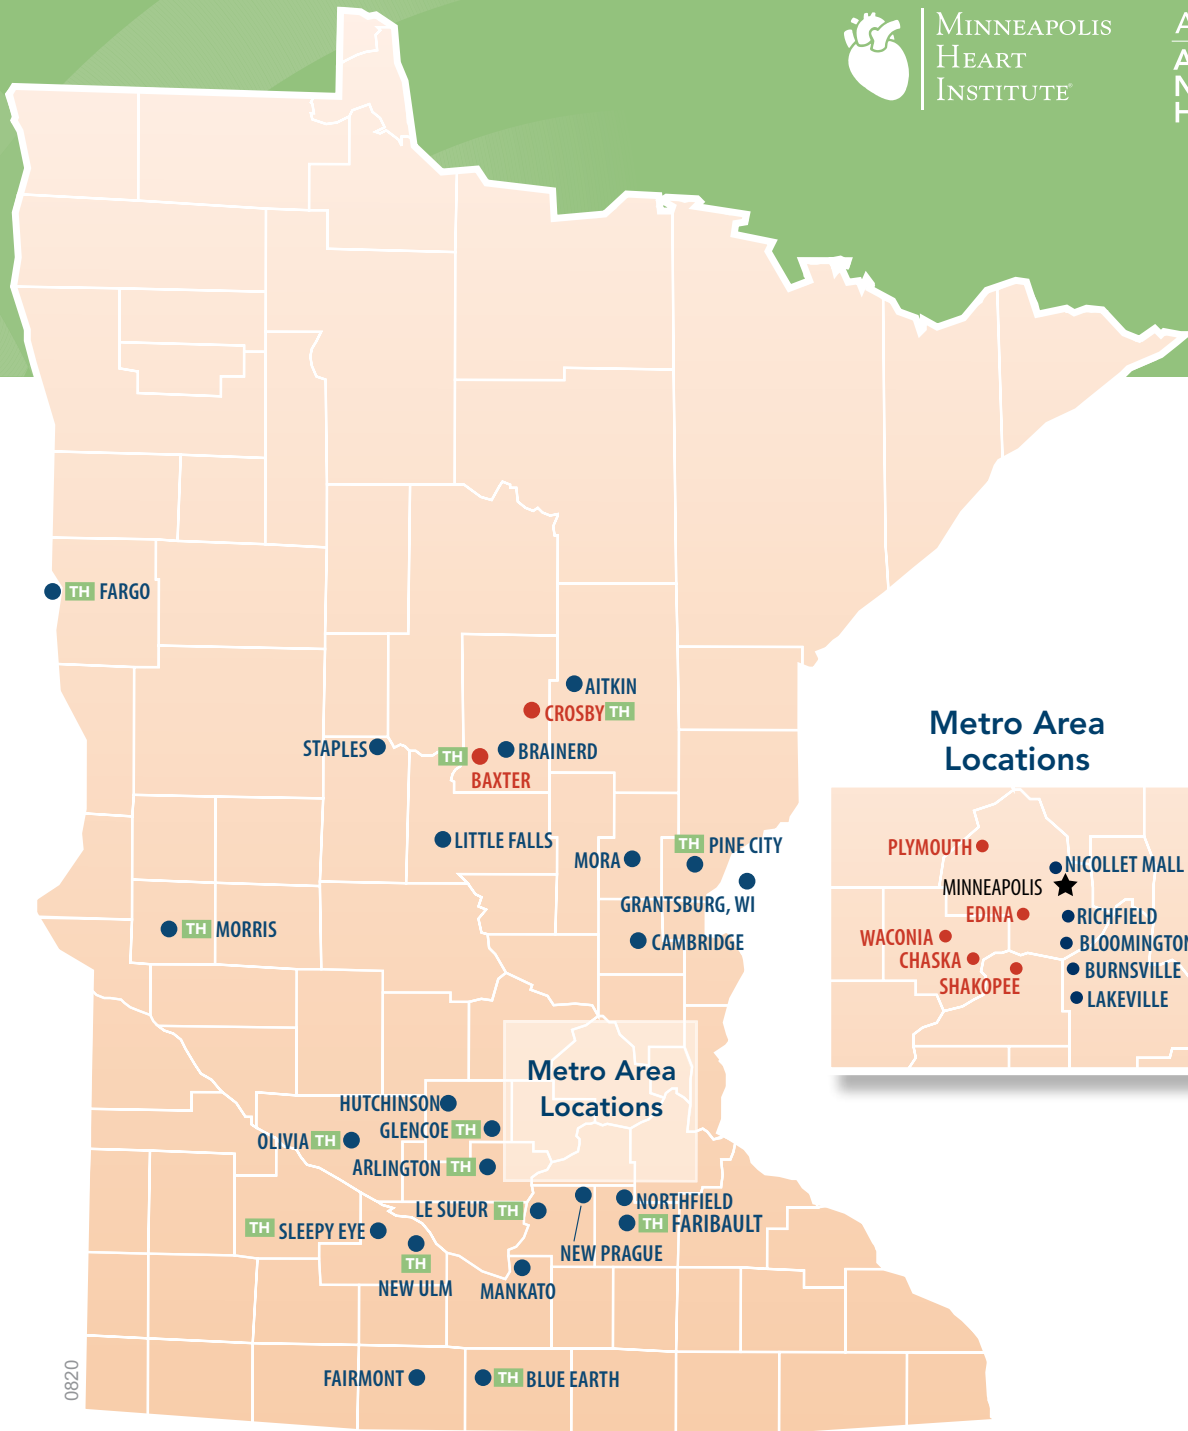 MINNEAPOLIS
HEART
INSTITUTE®
TH FARGO
AITKIN
CROSBY TH
STAPLES
TH
BRAINERD
BAXTER
LITTLE FALLS
MORA
TH PINE CITY
GRANTSBURG, WI
TH MORRIS
CAMBRIDGE
Metro Area
Locations
PLYMOUTH
NICOLLET MALL
MINNEAPOLIS
EDINA
RICHFIELD
WACONIA
BLOOMINGTON
CHASKA
BURNSVILLE
SHAKOPEE
LAKEVILLE
Metro Area
Locations
HUTCHINSON
GLENCOE TH
OLIVIA TH
ARLINGTON TH
LE SUEUR TH
NORTHFIELD
TH FARIBAULT
TH SLEEPY EYE
NEW PRAGUE
TH
NEW ULM
MANKATO
FAIRMONT
TH BLUE EARTH
0820